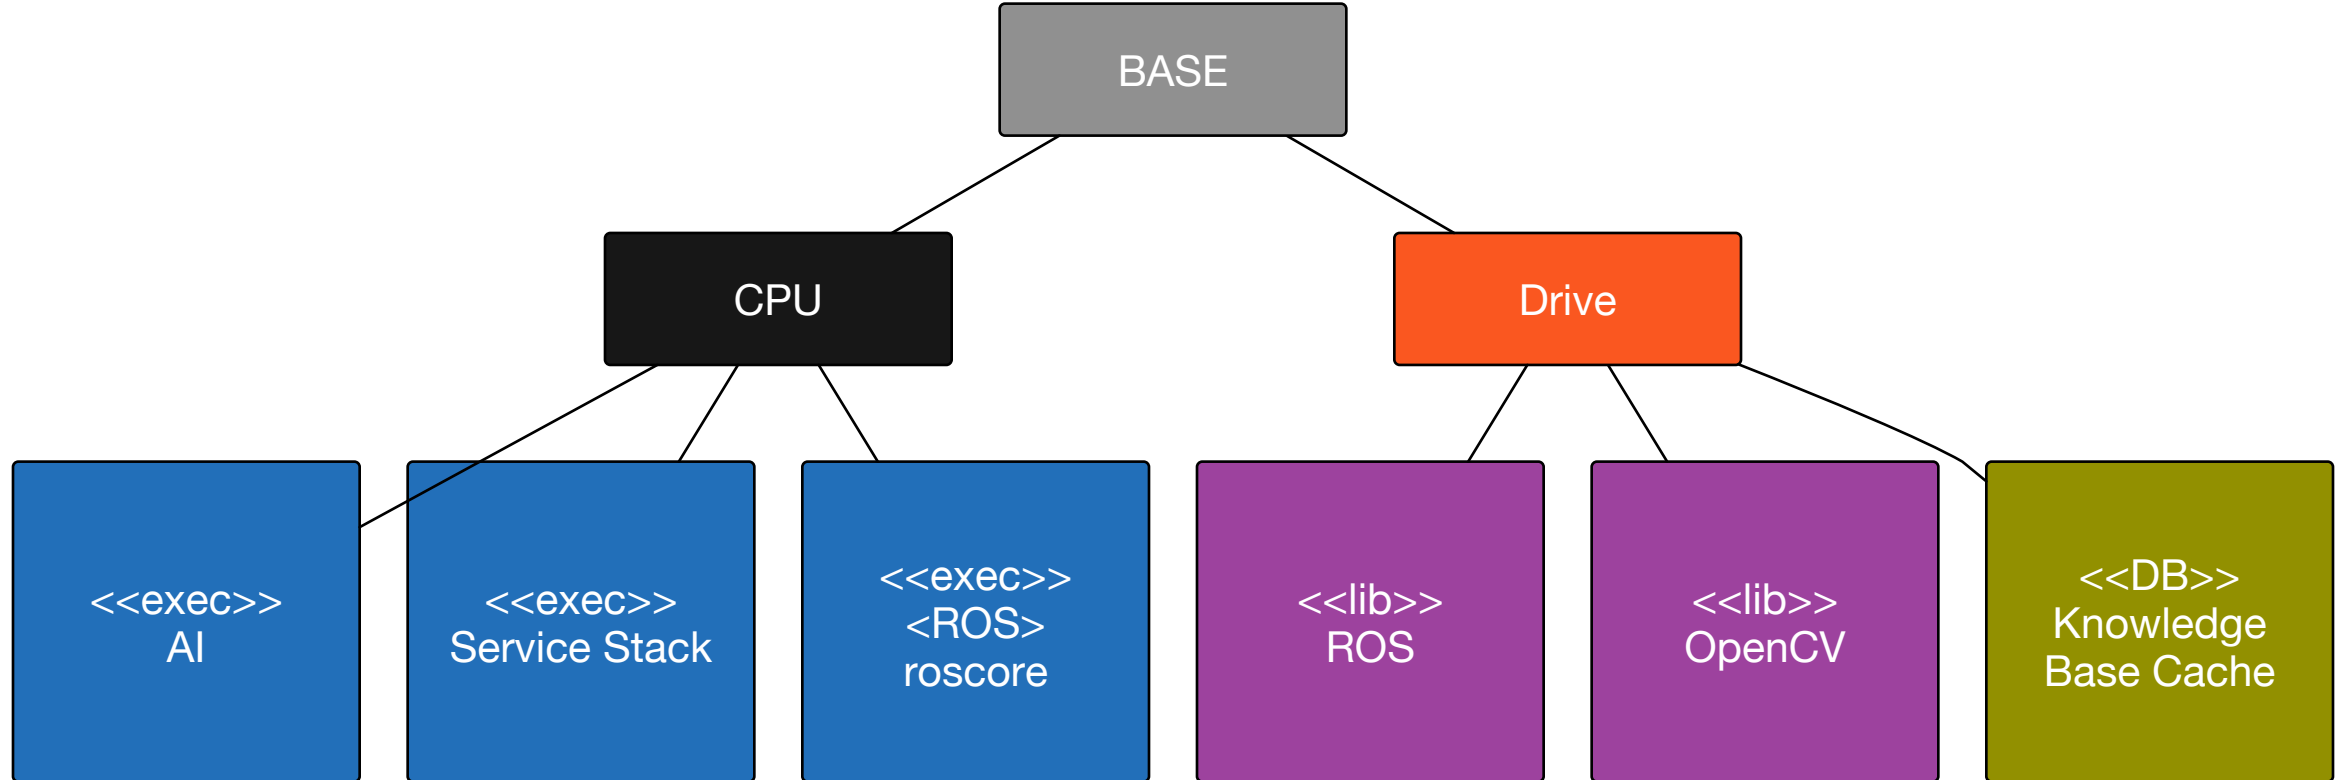 BASE
CPU
Drive
<<exec>>
AI
<<exec>>
Service Stack
<<exec>>
<ROS>
roscore
<<lib>>
ROS
<<lib>>
OpenCV
<<DB>>
Knowledge
Base Cache